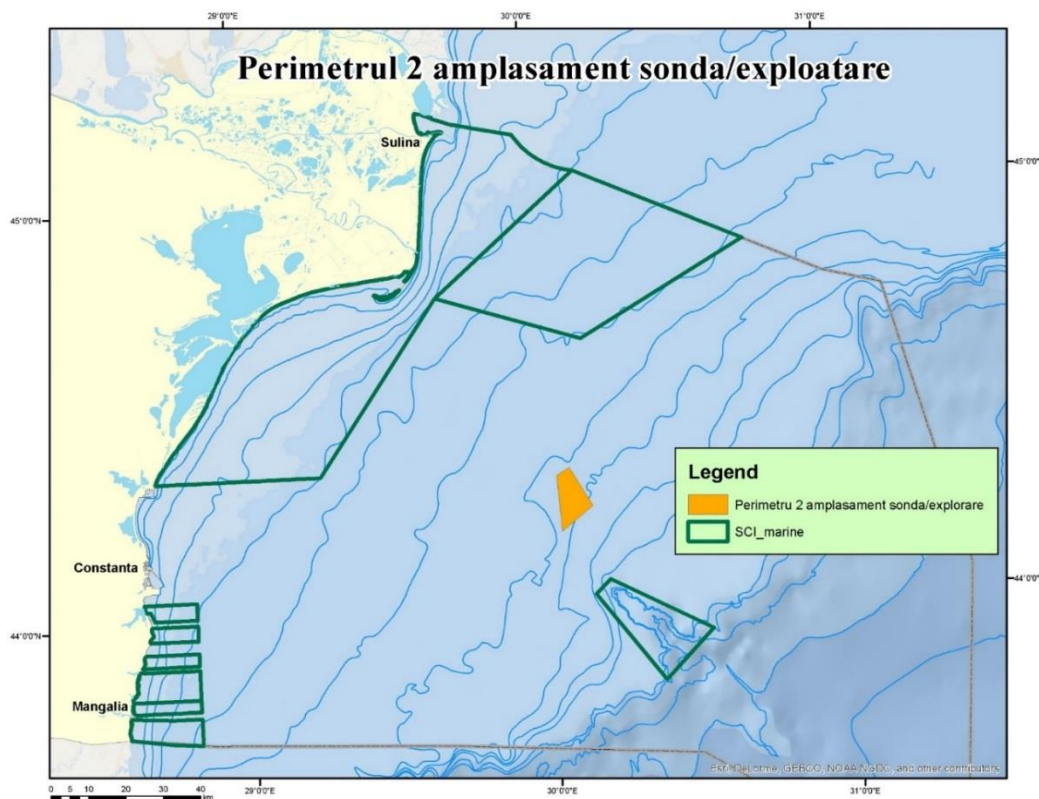 29°0'0"E 30°0'0"E 31°0'0"E
Perimetrul 2 amplasament sonda/exploatare
Sulina
45°0'0"N
45°0'0"N
Legend
Perimetru 2 amplasament sonda/explorare
SCI_marine
Constanta
44°0'0"N
44°0'0"N
Mangalia
Esri, DeLorme, GEBCO, NOAA NGDC, and other contributors
29°0'0"E 30°0'0"E 31°0'0"E
0 5 10 20 30 40
km